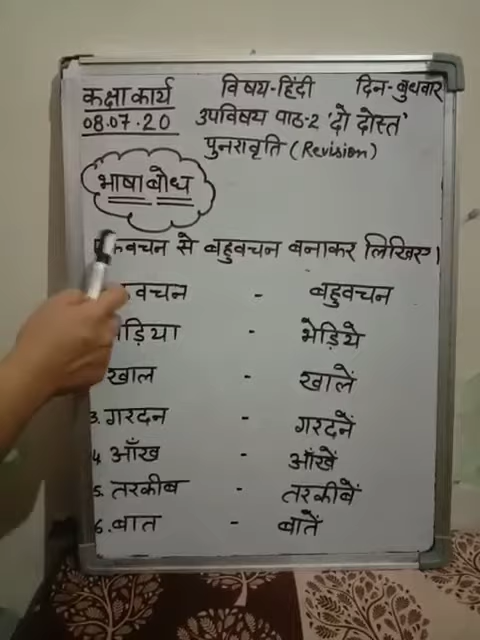 कक्षा कार्य विषय-हिंदी दिन-बुधवार
08.07.20 उपविषय पाठ-2 'दो दोस्त'
पुनरावृति (Revision)
भाषा बोध
वचन से बहुवचन बनाकर लिखिए।
वचन - बहुवचन
ड़िया - भेड़िये
खाल - खालें
3. गरदन - गरदनें
4. आँख - आंखें
5. तरकीब - तरकीबें
6. बात - बातें